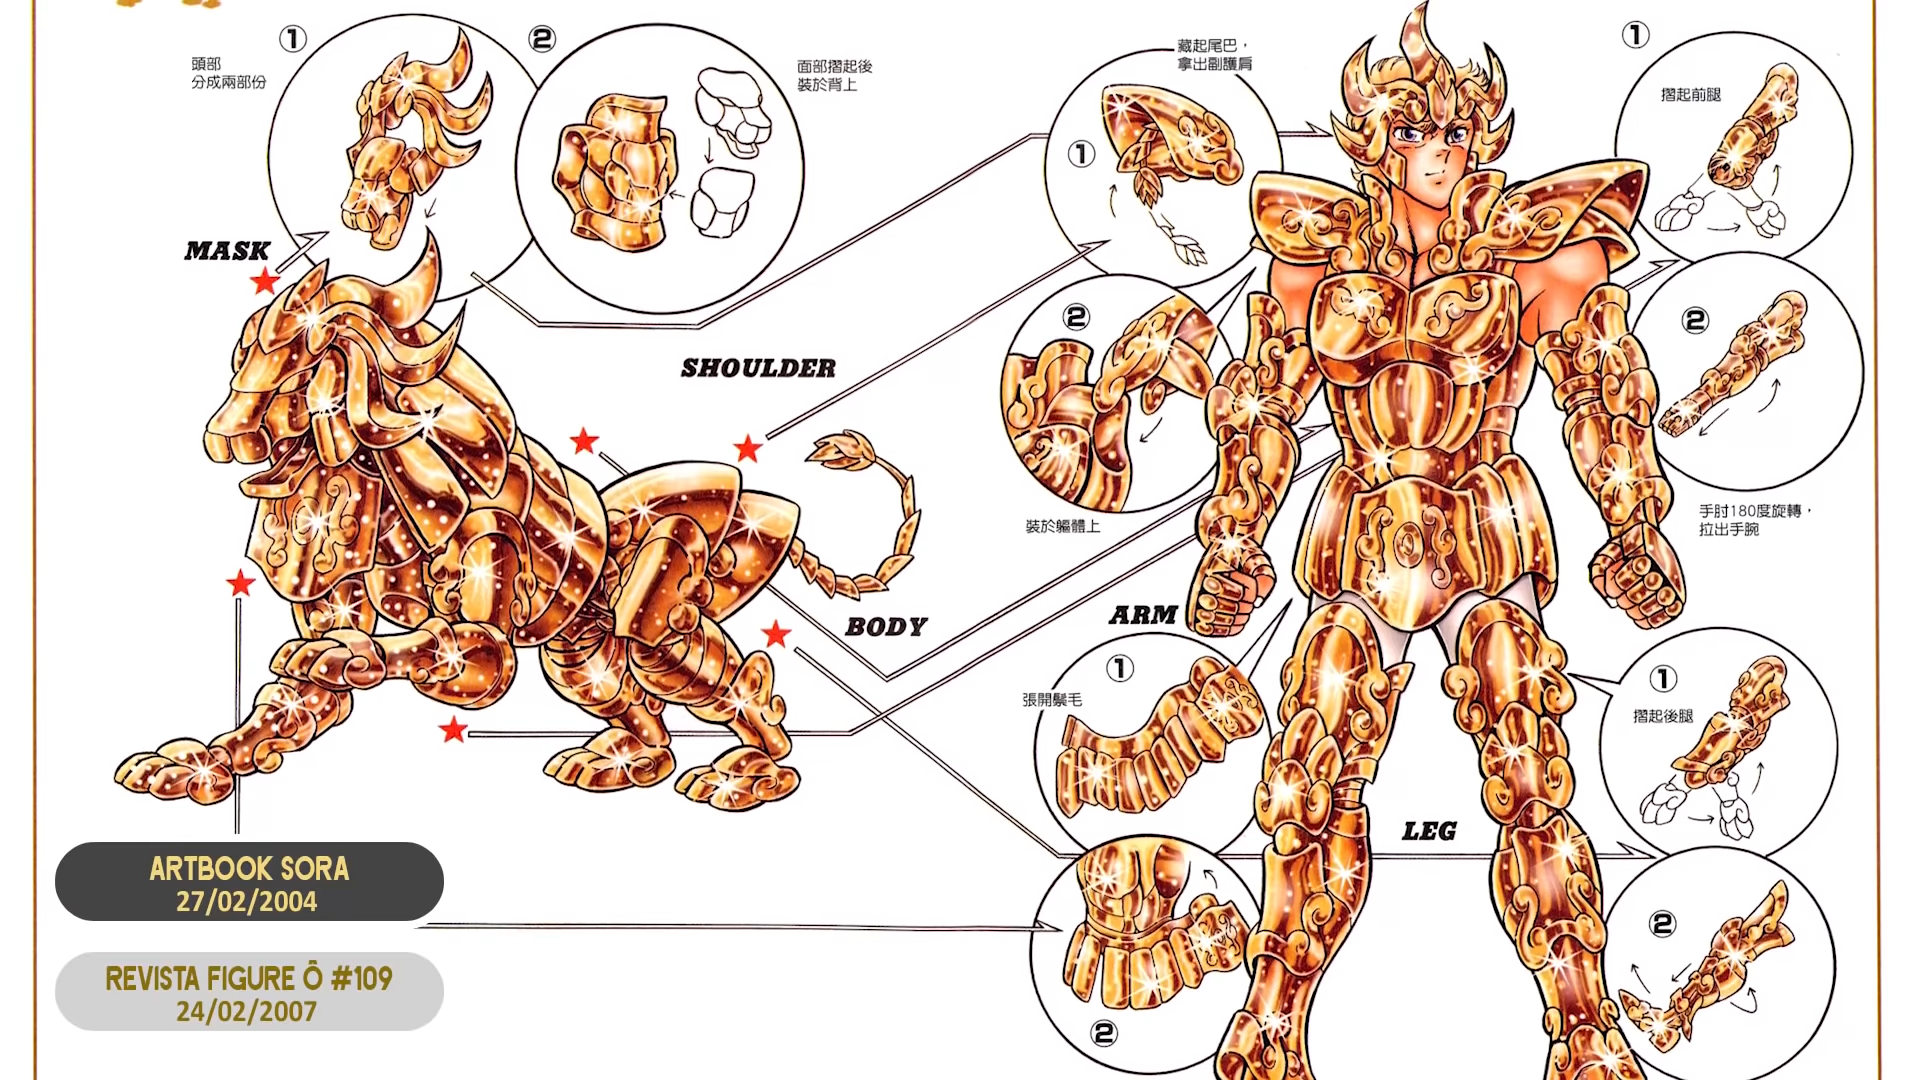 1
頭部
分成兩部份
2
面部摺起後
裝於背上
藏起尾巴，
拿出副護肩
1
1
摺起前腿
MASK
2
2
SHOULDER
裝於軀體上
手肘180度旋轉，
拉出手腕
BODY
ARM
1
張開鬃毛
1
摺起後腿
LEG
ARTBOOK SORA
27/02/2004
2
REVISTA FIGURE Ô #109
24/02/2007
2